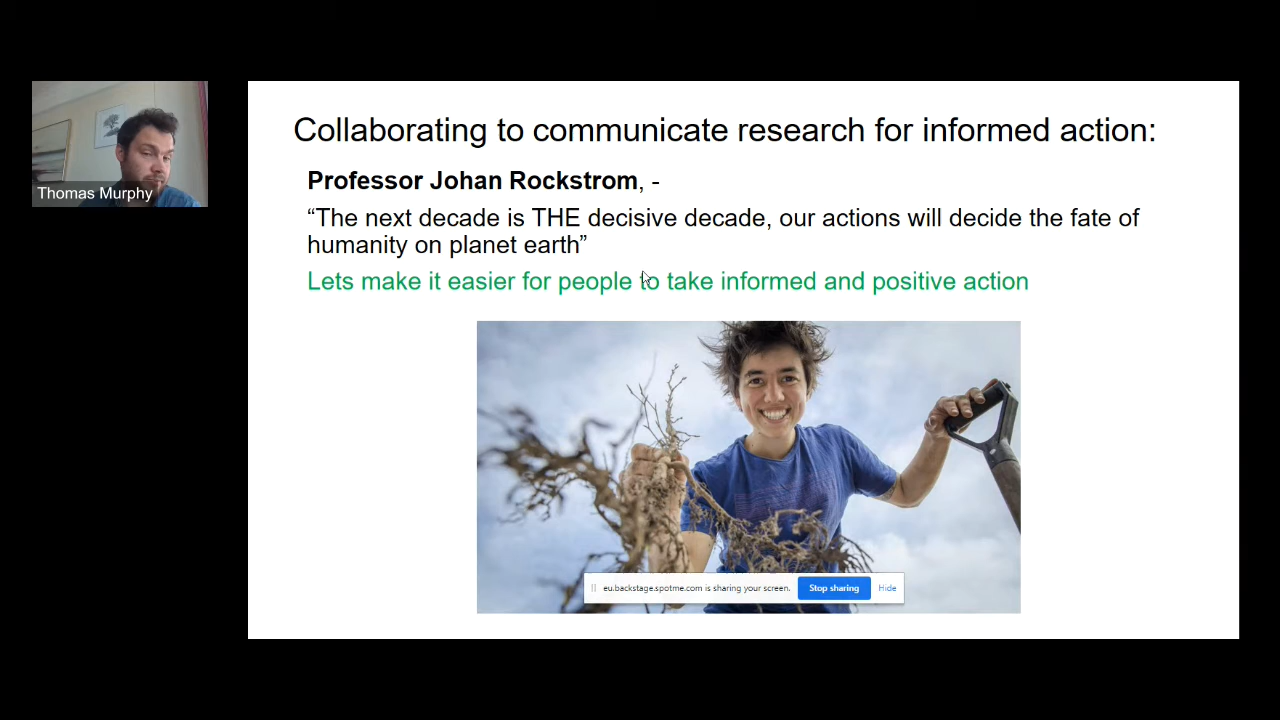 Collaborating to communicate research for informed action:
Professor Johan Rockstrom, -
“The next decade is THE decisive decade, our actions will decide the fate of
humanity on planet earth”
Lets make it easier for people to take informed and positive action
Thomas Murphy
eu.backstage.spotme.com is sharing your screen. Stop sharing Hide